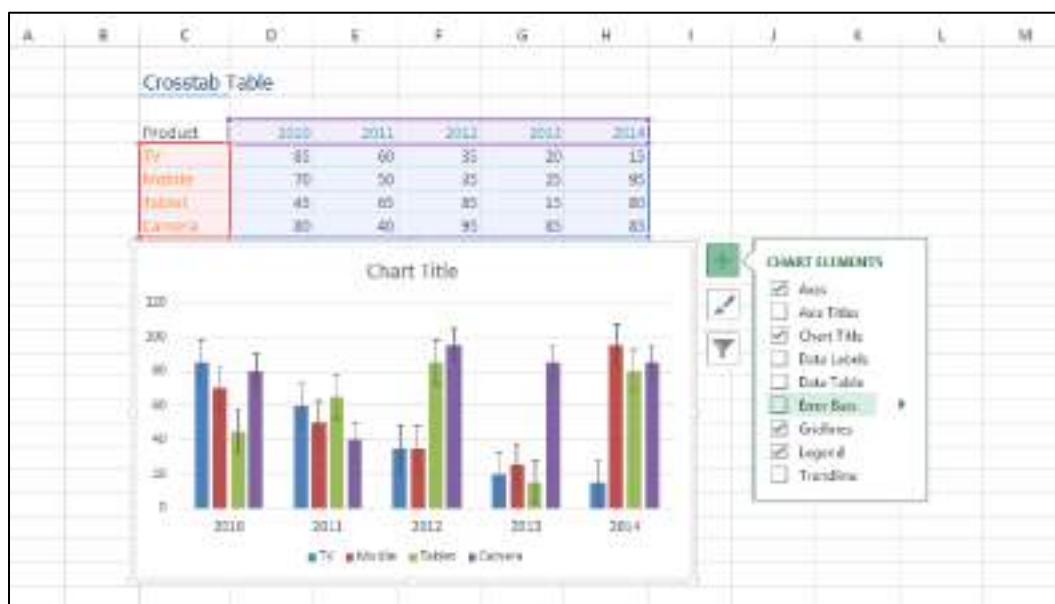 A B C D E F G H I J K L M
Crosstab Table
Product 2010 2011 2012 2013 2014
TV 85 60 35 20 15
Mobile 70 50 35 25 95
Tablet 45 65 85 15 80
Camera 80 40 95 85 85
Chart Title
120
100
80
60
40
20
0
2010 2011 2012 2013 2014
TV Mobile Tablet Camera
CHART ELEMENTS
Axes
Axis Titles
Chart Title
Data Labels
Data Table
Error Bars
Gridlines
Legend
Trendline